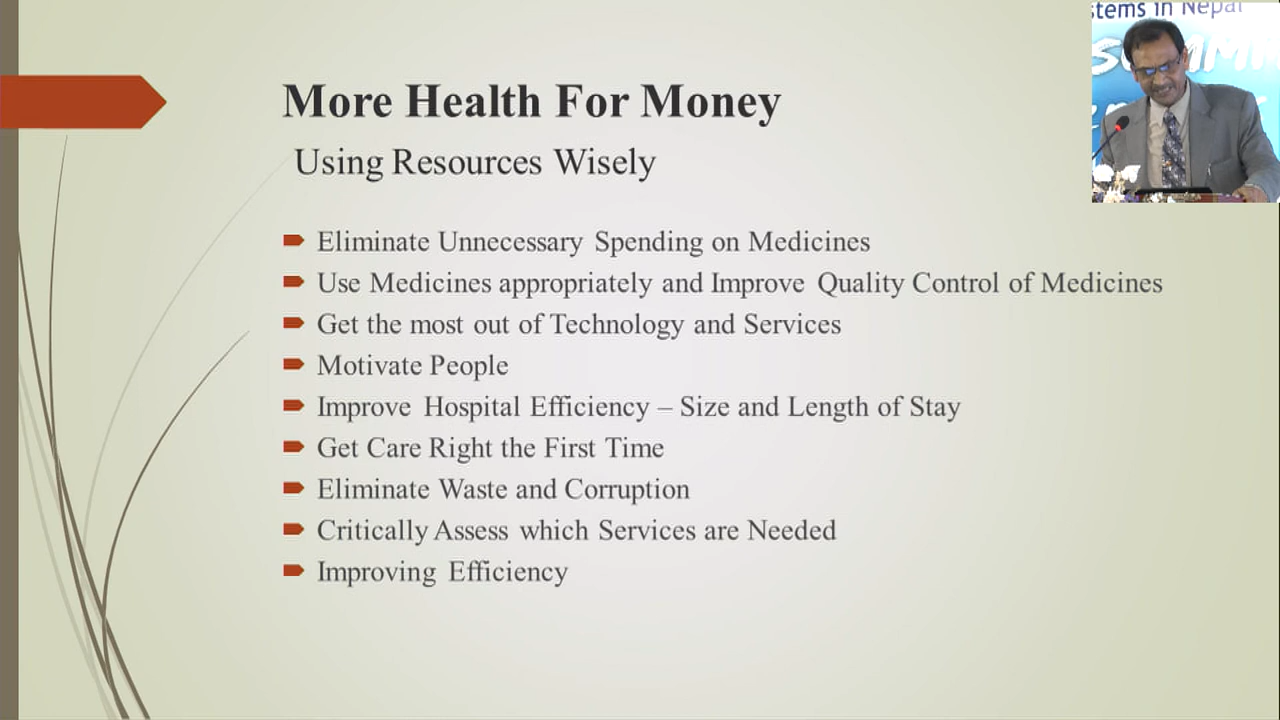 stems in Nepal
More Health For Money
Using Resources Wisely
Eliminate Unnecessary Spending on Medicines
Use Medicines appropriately and Improve Quality Control of Medicines
Get the most out of Technology and Services
Motivate People
Improve Hospital Efficiency – Size and Length of Stay
Get Care Right the First Time
Eliminate Waste and Corruption
Critically Assess which Services are Needed
Improving Efficiency